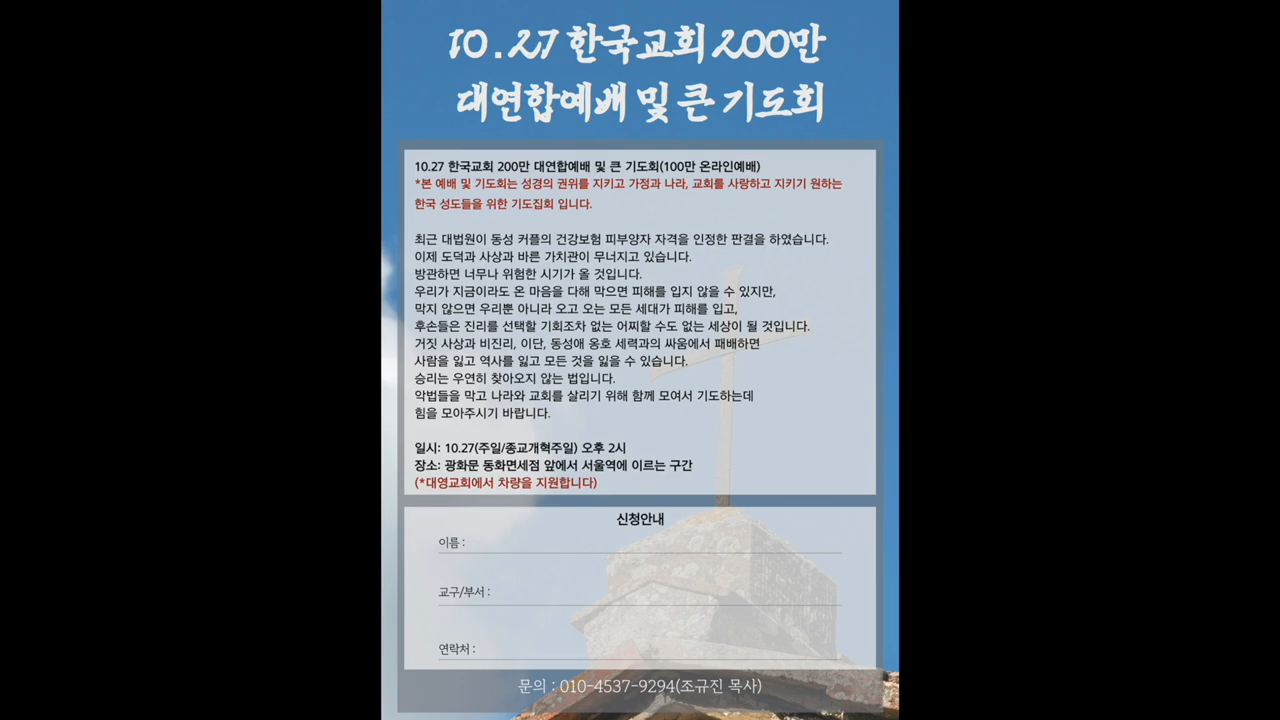 10.27 한국교회 200만
대연합예배 및 큰 기도회
10.27 한국교회 200만 대연합예배 및 큰 기도회(100만 온라인예배)
*본 예배 및 기도회는 성경의 권위를 지키고 가정과 나라, 교회를 사랑하고 지키기 원하는
한국 성도들을 위한 기도집회 입니다.
최근 대법원이 동성 커플의 건강보험 피부양자 자격을 인정한 판결을 하였습니다.
이제 도덕과 사상과 바른 가치관이 무너지고 있습니다.
방관하면 너무나 위험한 시기가 올 것입니다.
우리가 지금이라도 온 마음을 다해 막으면 피해를 입지 않을 수 있지만,
막지 않으면 우리뿐 아니라 오고 오는 모든 세대가 피해를 입고,
후손들은 진리를 선택할 기회조차 없는 어찌할 수도 없는 세상이 될 것입니다.
거짓 사상과 비진리, 이단, 동성애 옹호 세력과의 싸움에서 패배하면
사람을 잃고 역사를 잃고 모든 것을 잃을 수 있습니다.
승리는 우연히 찾아오지 않는 법입니다.
악법들을 막고 나라와 교회를 살리기 위해 함께 모여서 기도하는데
힘을 모아주시기 바랍니다.
일시: 10.27(주일/종교개혁주일) 오후 2시
장소: 광화문 동화면세점 앞에서 서울역에 이르는 구간
(*대영교회에서 차량을 지원합니다)
신청안내
이름 :
교구/부서 :
연락처 :
문의 : 010-4537-9294(조규진 목사)